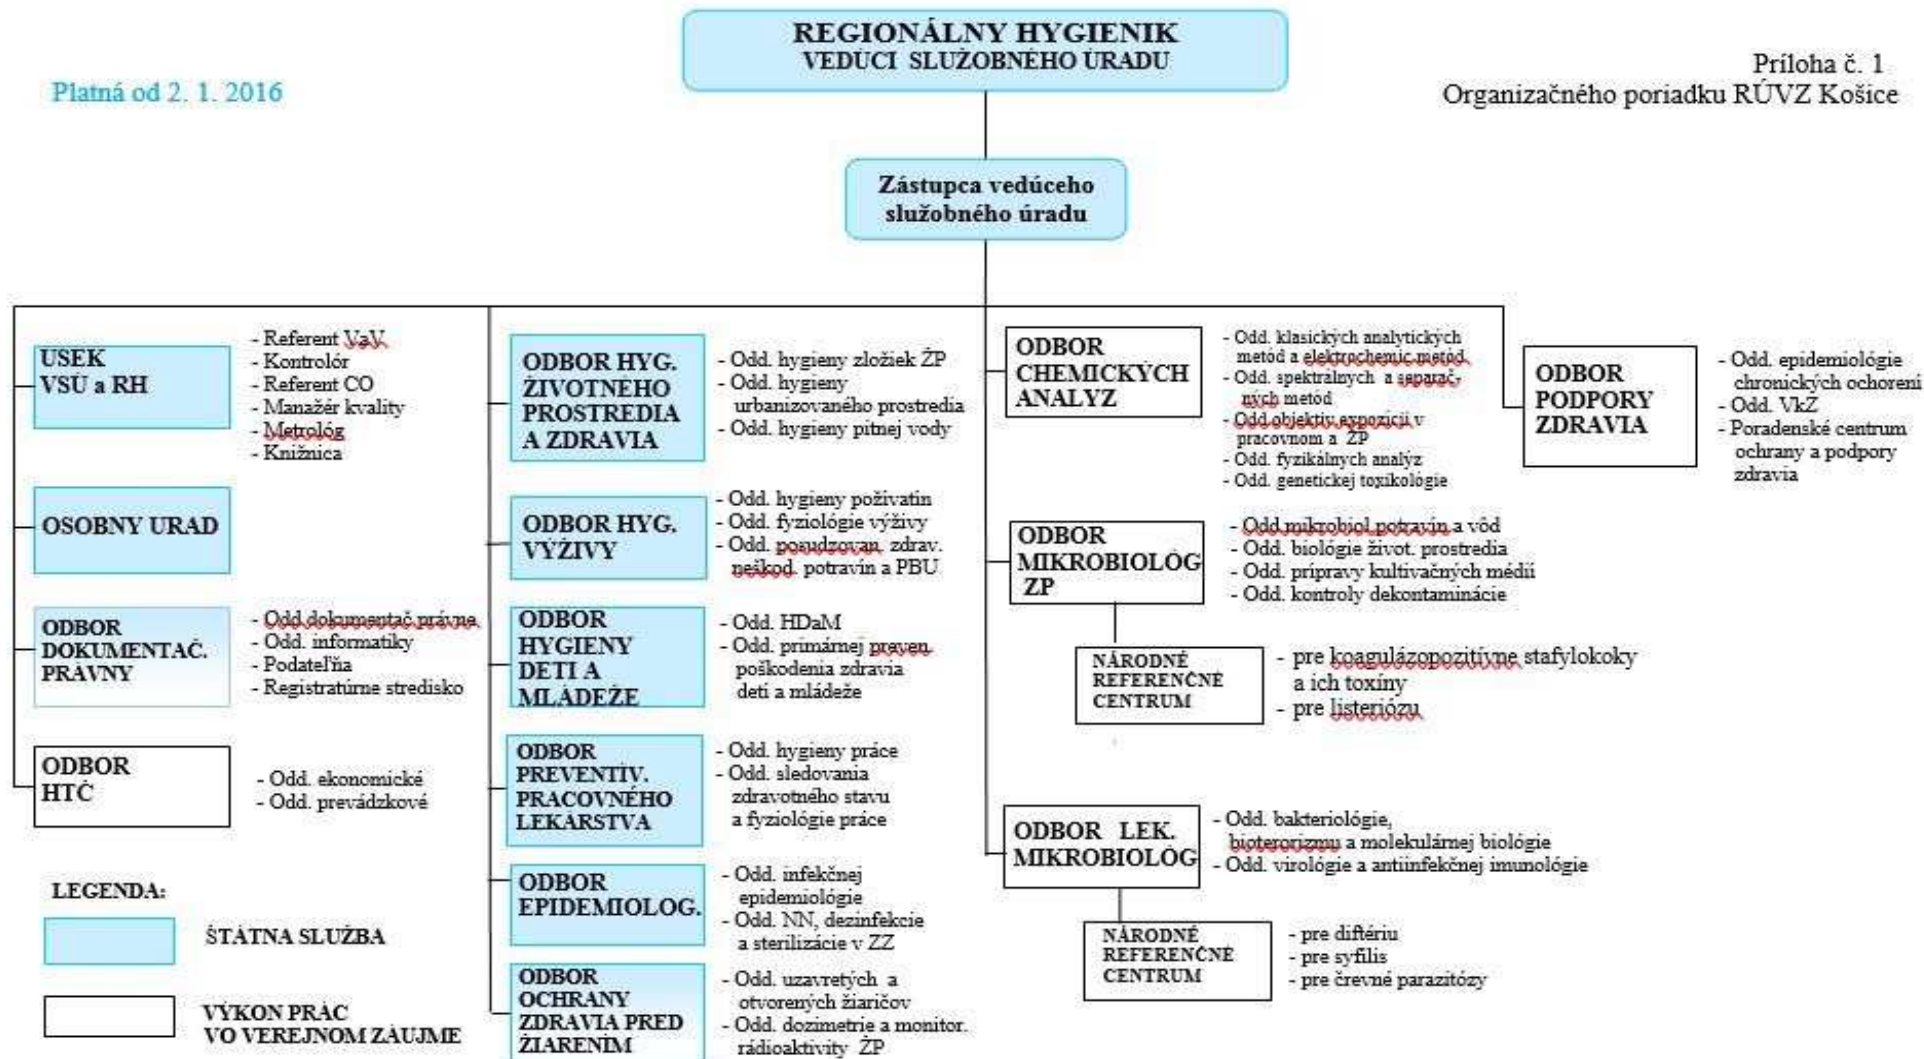 REGIONÁLNY HYGIENIK
VEDÚCI SLUŽOBNÉHO ÚRADU
Platná od 2. 1. 2016
Príloha č. 1
Organizačného poriadku RÚVZ Košice
Zástupca vedúceho
služobného úradu
ÚSEK
VSÚ a RH
- Referent VaV
- Kontrolór
- Referent CO
- Manažér kvality
- Metrológ
- Knižnica
OSOBNÝ ÚRAD
ODBOR
DOKUMENTAČ.
PRÁVNY
- Odd.dokumentač.právne
- Odd. informatiky
- Podateľňa
- Registratúrne stredisko
ODBOR
HTČ
- Odd. ekonomické
- Odd. prevádzkové
LEGENDA:
ŠTÁTNA SLUŽBA
VÝKON PRÁC
VO VEREJNOM ZÁUJME
ODBOR HYG.
ŽIVOTNÉHO
PROSTREDIA
A ZDRAVIA
- Odd. hygieny zložiek ŽP
- Odd. hygieny
urbanizovaného prostredia
- Odd. hygieny pitnej vody
ODBOR HYG.
VÝŽIVY
- Odd. hygieny poživatín
- Odd. fyziológie výživy
- Odd. posudzovan. zdrav.
neškod. potravín a PBU
ODBOR
HYGIENY
DETÍ A
MLÁDEŽE
- Odd. HDaM
- Odd. primárnej preven.
poškodenia zdravia
detí a mládeže
ODBOR
PREVENTÍV.
PRACOVNÉHO
LEKÁRSTVA
- Odd. hygieny práce
- Odd. sledovania
zdravotného stavu
a fyziológie práce
ODBOR
EPIDEMIOLOG.
- Odd. infekčnej
epidemiológie
- Odd. NN, dezinfekcie
a sterilizácie v ZZ
ODBOR
OCHRANY
ZDRAVIA PRED
ŽIARENÍM
- Odd. uzavretých a
otvorených žiaričov
- Odd. dozimetrie a monitor.
rádioaktivity ŽP
ODBOR
CHEMICKÝCH
ANALÝZ
- Odd. klasických analytických
metód a elektrochemic.metód
- Odd. spektrálnych a separač-
ných metód
- Odd.objektiv.expozícií v
pracovnom a ŽP
- Odd. fyzikálnych analýz
- Odd. genetickej toxikológie
ODBOR
MIKROBIOLÓG
ŽP
- Odd.mikrobiol.potravín a vôd
- Odd. biológie život. prostredia
- Odd. prípravy kultivačných médií
- Odd. kontroly dekontaminácie
NÁRODNÉ
REFERENČNÉ
CENTRUM
- pre koagulázopozitívne stafylokoky
a ich toxíny
- pre listeriózu
ODBOR LEK.
MIKROBIOLÓG
- Odd. bakteriológie,
bioterorizmu a molekulárnej biológie
- Odd. virológie a antiinfekčnej imunológie
NÁRODNÉ
REFERENČNÉ
CENTRUM
- pre diftériu
- pre syfilis
- pre črevné parazitózy
ODBOR
PODPORY
ZDRAVIA
- Odd. epidemiológie
chronických ochorení
- Odd. VkZ
- Poradenské centrum
ochrany a podpory
zdravia